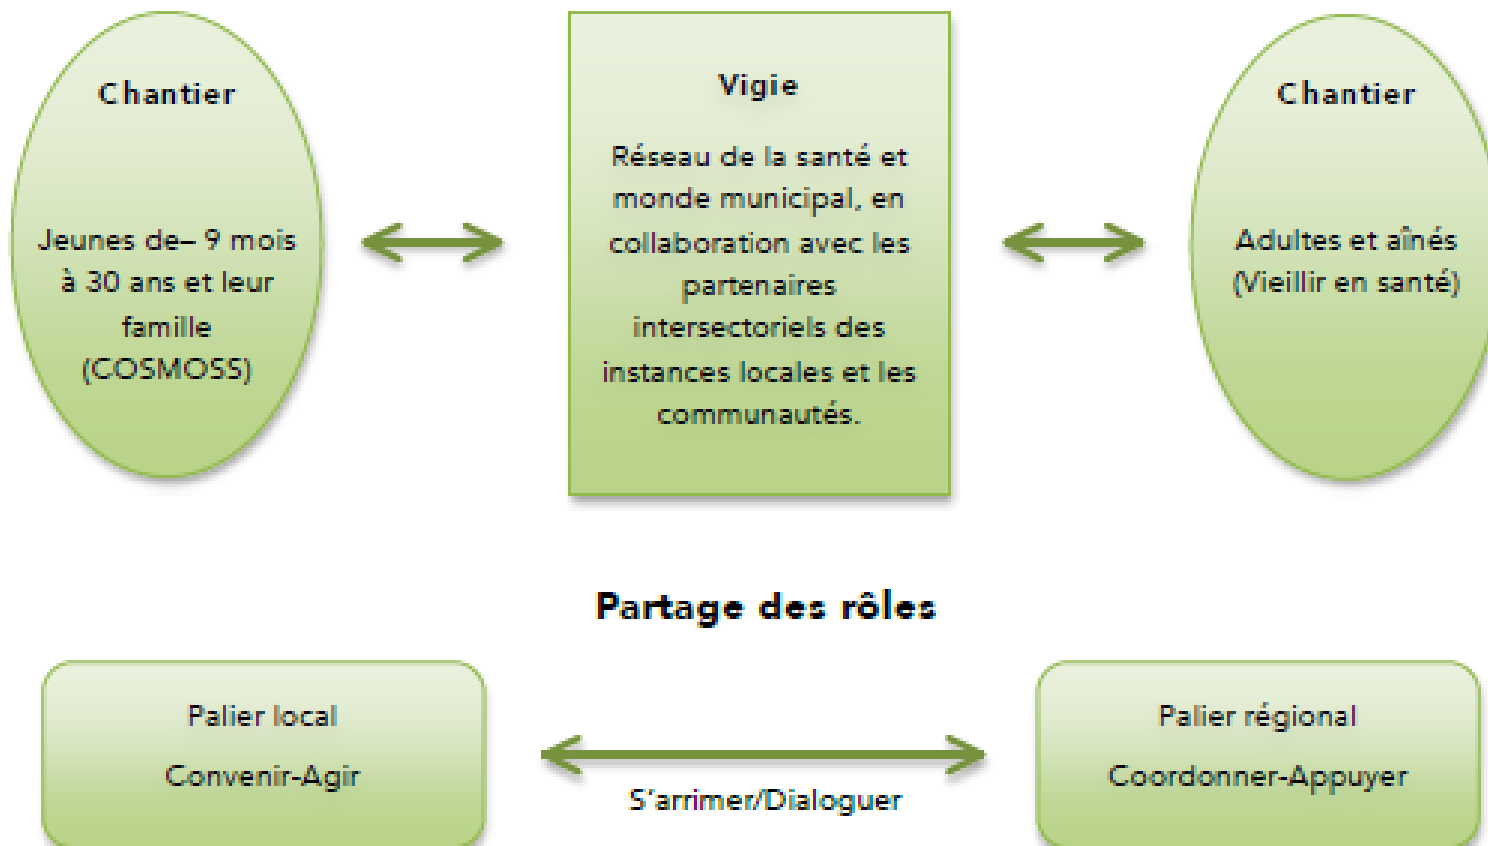 Chantier
Jeunes de– 9 mois
à 30 ans et leur
famille
(COSMOSS)
Vigie
Réseau de la santé et
monde municipal, en
collaboration avec les
partenaires
intersectoriels des
instances locales et les
communautés.
Chantier
Adultes et aînés
(Vieillir en santé)
Partage des rôles
Palier local
Convenir-Agir
S'arrimer/Dialoguer
Palier régional
Coordonner-Appuyer